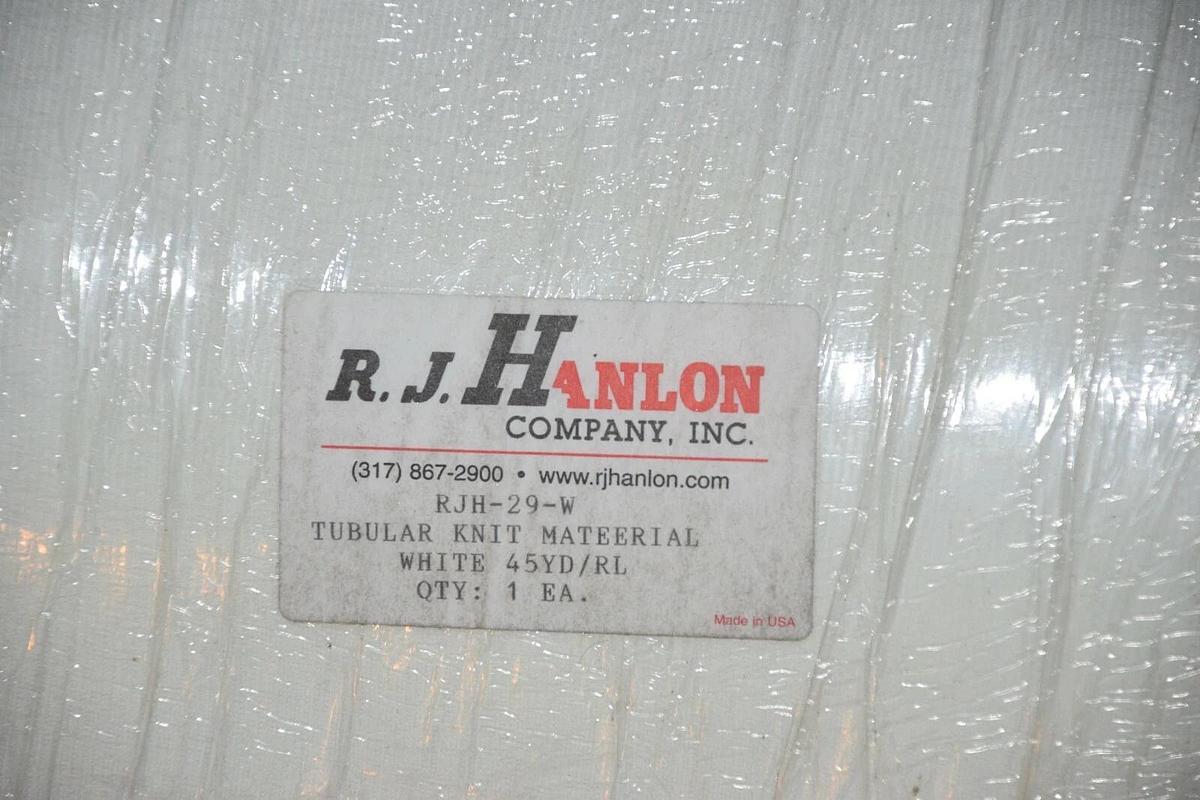 R.J. HANLON
COMPANY, INC.
(317) 867-2900 • www.rjhanlon.com
RJH-29-W
TUBULAR KNIT MATEERIAL
WHITE 45YD/RL
QTY: 1 EA.
Made in USA